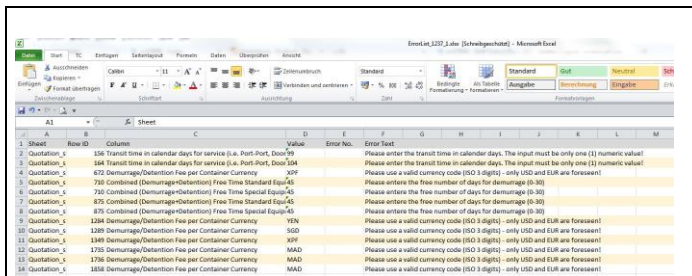 ErrorList_1237_1.xlsx [Schreibgeschützt] - Microsoft Excel
Datei Start TC Einfügen Seitenlayout Formeln Daten Überprüfen Ansicht
Ausschneiden Calibri 11 Zeilenumbruch Standard Standard Gut Neutral
Kopieren F K U Verbinden und zentrieren % 000 Bedingte Formatierung Als Tabelle formatieren Ausgabe Berechnung Eingabe
Einfügen Format übertragen
Zwischenablage Schriftart Ausrichtung Zahl Formatvorlagen
A1 fx Sheet
A B C D E F G H I J K L M
1 Sheet Row ID Column Value Error No. Error Text
2 Quotation_s 156 Transit time in calendar days for service (i.e. Port-Port, Door 99 Please enter the transit time in calendar days. The input must be only one (1) numeric value!
3 Quotation_s 164 Transit time in calendar days for service (i.e. Port-Port, Door 104 Please enter the transit time in calendar days. The input must be only one (1) numeric value!
4 Quotation_s 672 Demurrage/Detention Fee per Container Currency XPF Please use a valid currency code (ISO 3 digits) - only USD and EUR are foreseen!
5 Quotation_s 710 Combined (Demurrage+Detention) Free Time Standard Equi 45 Please enter the free number of days for demurrage (0-30)
6 Quotation_s 710 Combined (Demurrage+Detention) Free Time Special Equip 45 Please enter the free number of days for demurrage (0-30)
7 Quotation_s 875 Combined (Demurrage+Detention) Free Time Standard Equi 45 Please enter the free number of days for demurrage (0-30)
8 Quotation_s 875 Combined (Demurrage+Detention) Free Time Special Equip 45 Please enter the free number of days for demurrage (0-30)
9 Quotation_s 1284 Demurrage/Detention Fee per Container Currency YEN Please use a valid currency code (ISO 3 digits) - only USD and EUR are foreseen!
10 Quotation_s 1289 Demurrage/Detention Fee per Container Currency SGD Please use a valid currency code (ISO 3 digits) - only USD and EUR are foreseen!
11 Quotation_s 1349 Demurrage/Detention Fee per Container Currency XPF Please use a valid currency code (ISO 3 digits) - only USD and EUR are foreseen!
12 Quotation_s 1735 Demurrage/Detention Fee per Container Currency MAD Please use a valid currency code (ISO 3 digits) - only USD and EUR are foreseen!
13 Quotation_s 1736 Demurrage/Detention Fee per Container Currency MAD Please use a valid currency code (ISO 3 digits) - only USD and EUR are foreseen!
14 Quotation_s 1858 Demurrage/Detention Fee per Container Currency MAD Please use a valid currency code (ISO 3 digits) - only USD and EUR are foreseen!